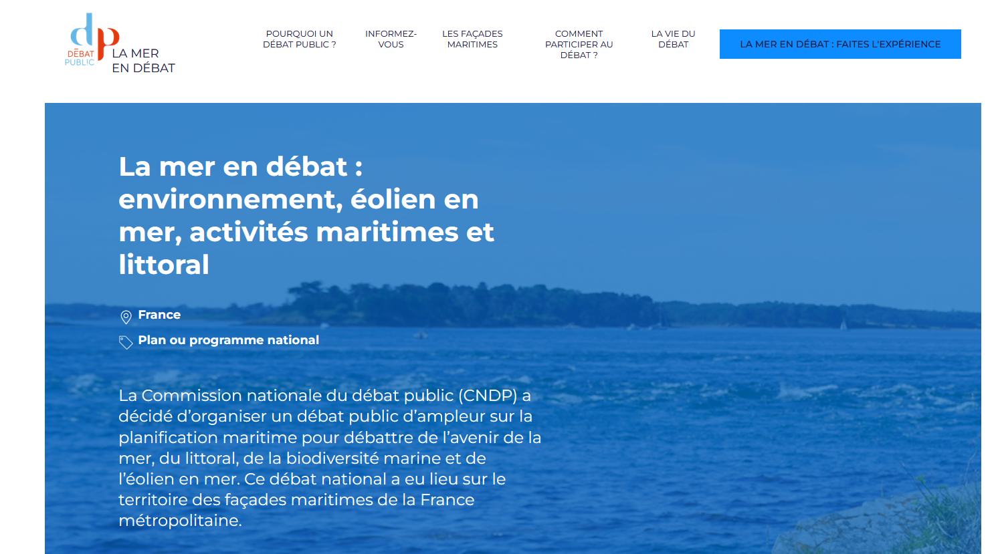 DÉBAT
PUBL!C
LA MER
EN DÉBAT
POURQUOI UN
DÉBAT PUBLIC ?
INFORMEZ-
VOUS
LES FAÇADES
MARITIMES
COMMENT
PARTICIPER AU
DÉBAT ?
LA VIE DU
DÉBAT
LA MER EN DÉBAT : FAITES L'EXPÉRIENCE
La mer en débat :
environnement, éolien en
mer, activités maritimes et
littoral
France
Plan ou programme national
La Commission nationale du débat public (CNDP) a
décidé d’organiser un débat public d’ampleur sur la
planification maritime pour débattre de l’avenir de la
mer, du littoral, de la biodiversité marine et de
l’éolien en mer. Ce débat national a eu lieu sur le
territoire des façades maritimes de la France
métropolitaine.